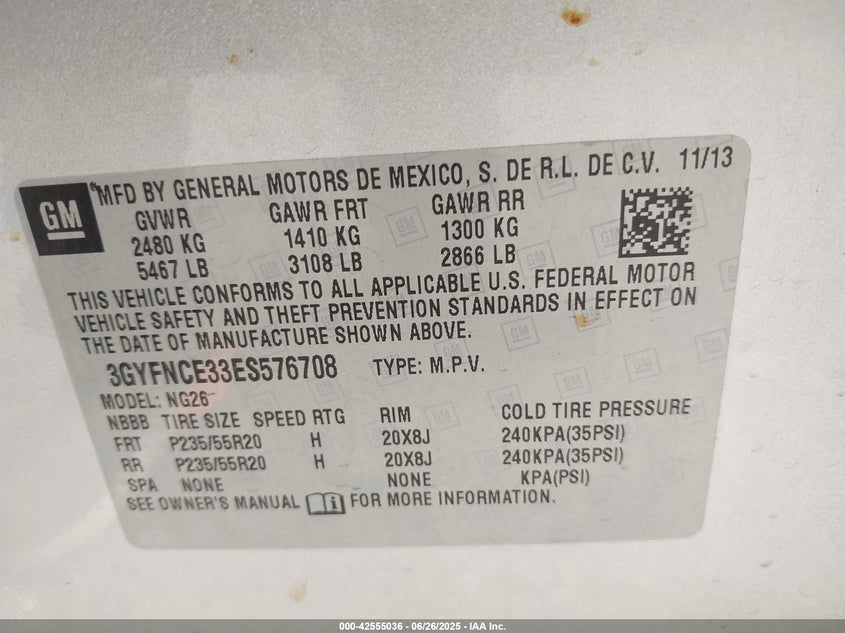 GM
MFD BY GENERAL MOTORS DE MEXICO, S. DE R.L. DE C.V. 11/13
GVWR GAWR FRT GAWR RR
2480 KG 1410 KG 1300 KG
5467 LB 3108 LB 2866 LB
THIS VEHICLE CONFORMS TO ALL APPLICABLE U.S. FEDERAL MOTOR
VEHICLE SAFETY AND THEFT PREVENTION STANDARDS IN EFFECT ON
THE DATE OF MANUFACTURE SHOWN ABOVE.
3GYFNCE33ES576708 TYPE: M.P.V.
MODEL: NG26
NBBB TIRE SIZE SPEED RTG RIM COLD TIRE PRESSURE
FRT P235/55R20 H 20X8J 240KPA(35PSI)
RR P235/55R20 H 20X8J 240KPA(35PSI)
SPA NONE NONE KPA(PSI)
SEE OWNER'S MANUAL FOR MORE INFORMATION.
000-42555036 - 06/26/2025 - IAA Inc.